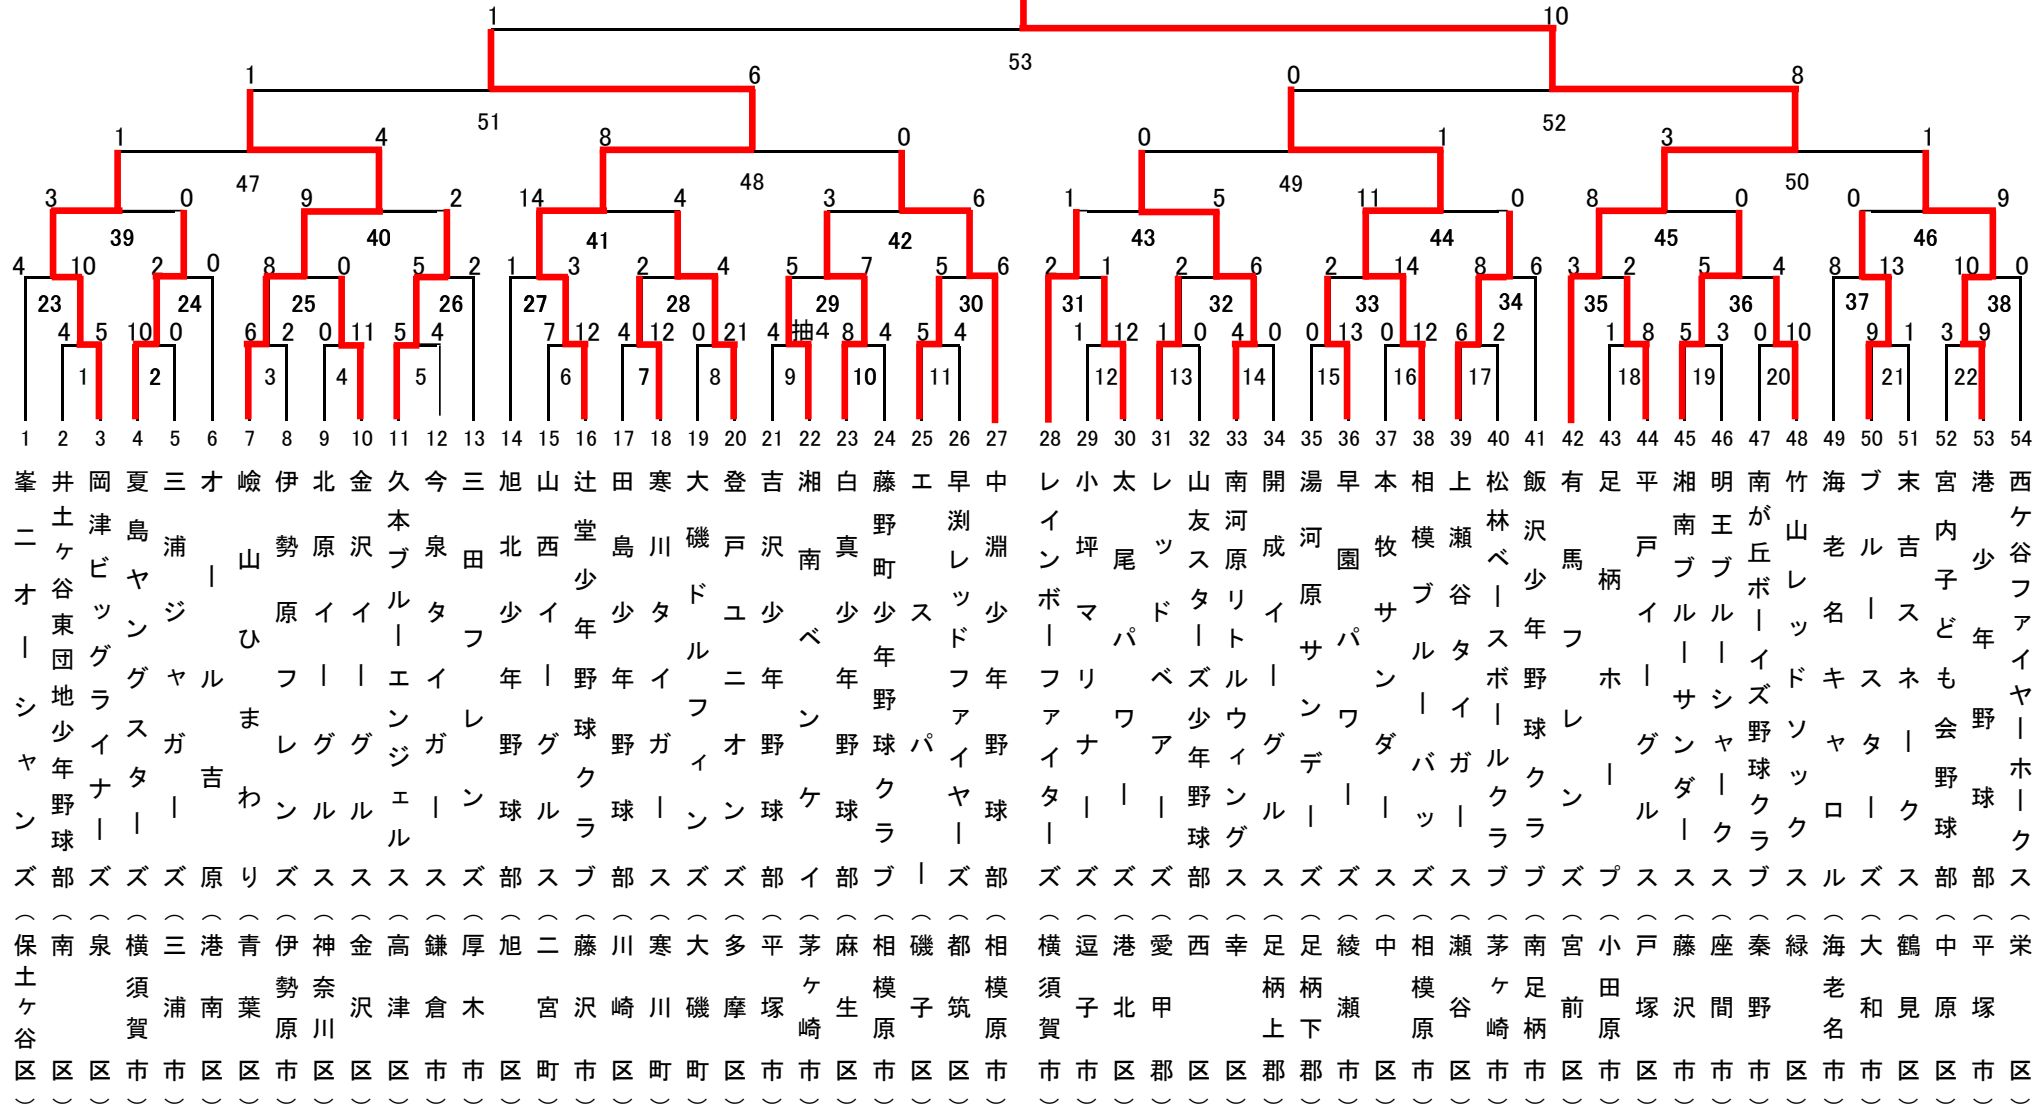 1 10
53
1 6 0 8
51 52
1 4 8 0 0 1 3 1
47 48 49 50
3 0 9 2 14 4 3 6 1 5 11 0 8 0 0 9
39 40 41 42 43 44 45 46
4 10 2 0 8 0 5 2 1 3 2 4 5 7 5 6 2 1 2 6 2 14 8 6 3 2 5 4 8 13 10 0
23 24 25 26 27 28 29 30 31 32 33 34 35 36 37 38
4 5 10 0 6 2 0 11 5 4 7 12 4 12 0 21 4 抽4 8 4 5 4 1 12 1 0 4 0 0 13 0 12 6 2 1 8 5 3 0 10 9 1 3 9
1 2 3 4 5 6 7 8 9 10 11 12 13 14 15 16 17 18 19 20 21 22
1 峯ニオーシャンズ(保土ヶ谷区)
2 井土ヶ谷東団地少年野球部(南区)
3 岡津ビッグライナーズ(泉区)
4 夏島ヤングスターズ(横須賀市)
5 三浦ジャガーズ(三浦市)
6 オール吉原(港南区)
7 嶮山ひまわり(青葉区)
8 伊勢原フレンズ(伊勢原市)
9 北原イーグルス(神奈川区)
10 金沢イーグルス(金沢区)
11 久本ブルーエンジェルス(高津区)
12 今泉タイガース(鎌倉市)
13 三田フレンズ(厚木市)
14 旭北少年野球部(旭区)
15 山西イーグルス(二宮町)
16 辻堂少年野球クラブ(藤沢市)
17 田島少年野球部(川崎区)
18 寒川タイガース(寒川町)
19 大磯ドルフィンズ(大磯町)
20 登戸ユニオンズ(多摩区)
21 吉沢少年野球部(平塚市)
22 湘南ベンケイ(茅ヶ崎市)
23 白真少年野球部(麻生区)
24 藤野町少年野球クラブ(相模原市)
25 エースパー(磯子区)
26 早渕レッドファイヤーズ(都筑区)
27 中淵少年野球部(相模原市)
28 レインボーファイターズ(横須賀市)
29 小坪マリナーズ(逗子市)
30 太尾パワーズ(港北区)
31 レッドベアーズ(愛甲郡)
32 山友スターズ少年野球部(西区)
33 南河原リトルウィングス(幸区)
34 開成イーグルス(足柄上郡)
35 湯河原サンデーズ(足柄下郡)
36 早園パワーズ(綾瀬市)
37 本牧サンダース(中区)
38 相模ブルーバッズ(相模原市)
39 上瀬谷タイガース(瀬谷区)
40 松林ベースボールクラブ(茅ヶ崎市)
41 飯沢少年野球クラブ(南足柄市)
42 有馬フレンズ(宮前区)
43 足柄ホープ(小田原市)
44 平戸イーグルス(戸塚区)
45 湘南ブルーサンダース(藤沢市)
46 明王ブルーシャークス(座間市)
47 南が丘ボーイズ野球クラブ(秦野市)
48 竹山レッドソックス(緑区)
49 海老名キャロル(海老名市)
50 ブルースターズ(大和市)
51 末吉スネークス(鶴見区)
52 宮内子ども会野球部(中原区)
53 港少年野球部(平塚市)
54 西ケ谷ファイヤーホークス(栄区)